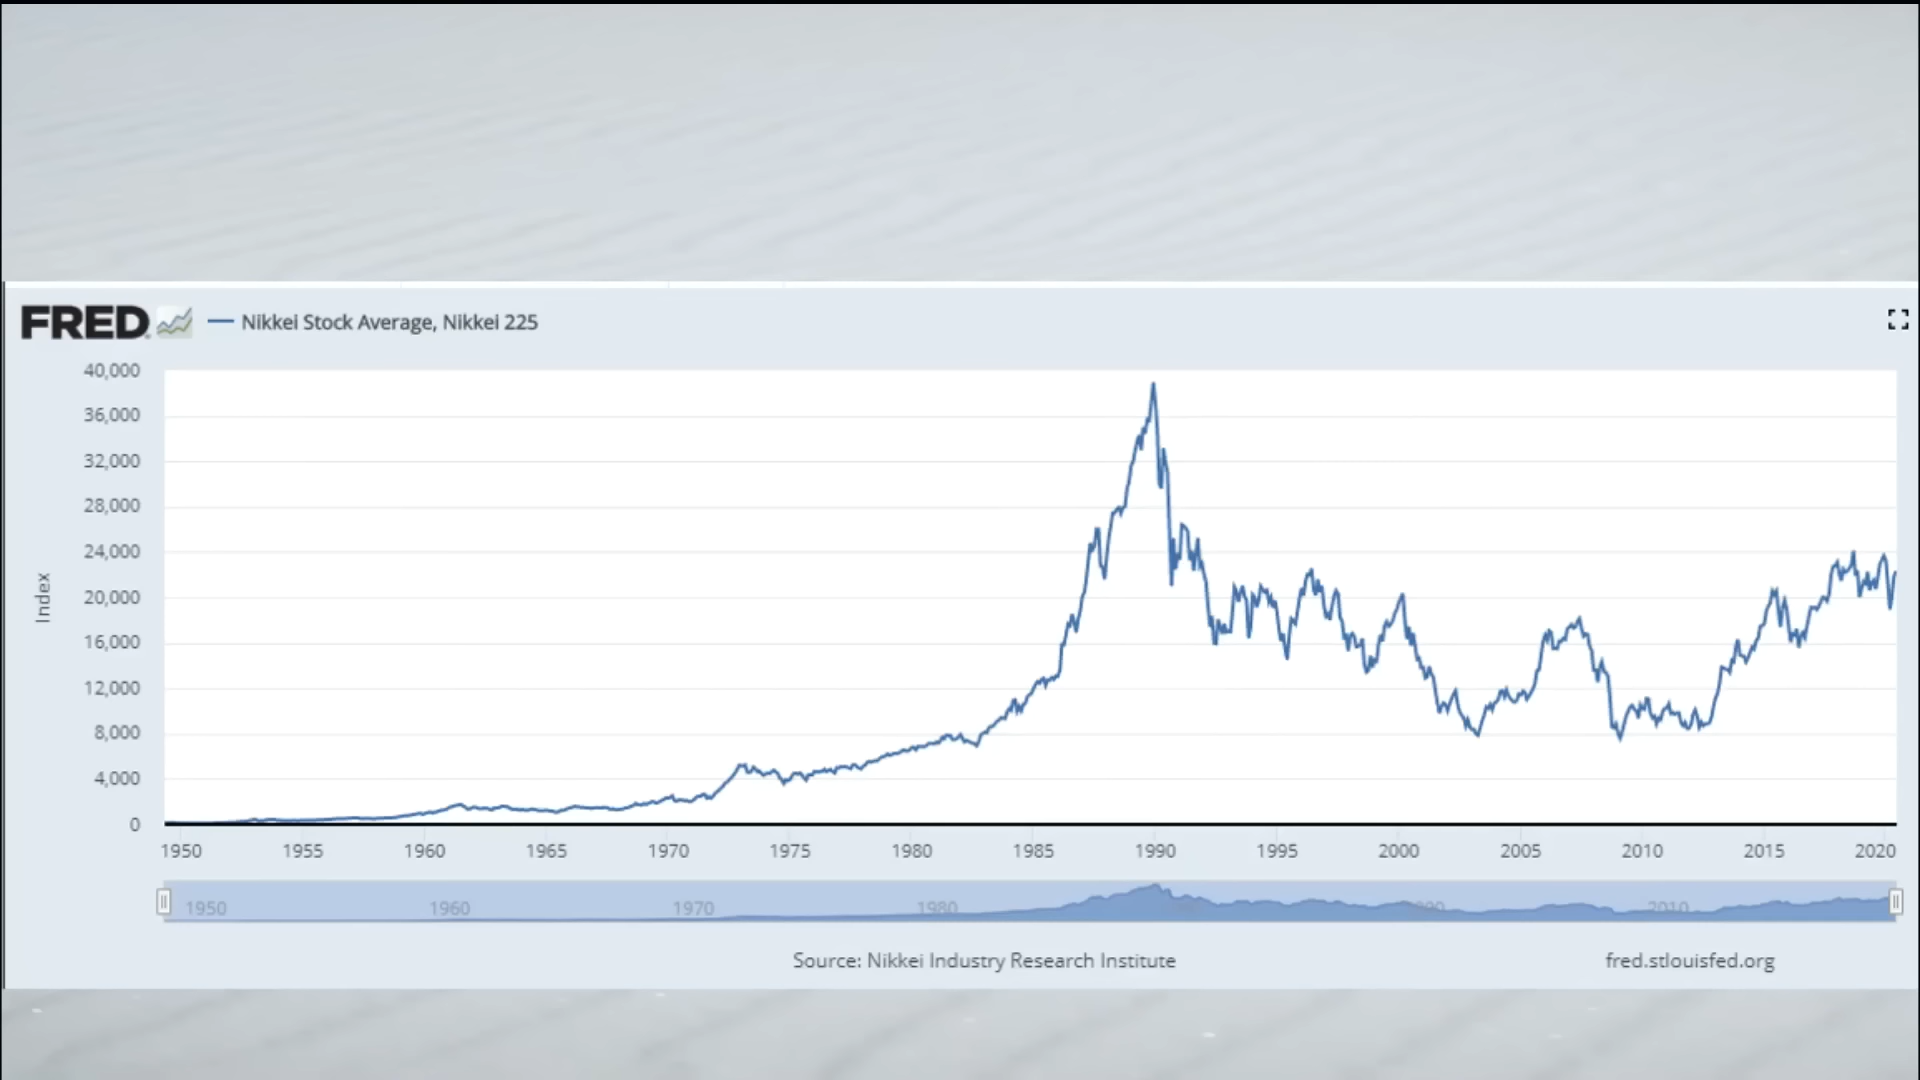 FRED
Nikkei Stock Average, Nikkei 225
40,000
36,000
32,000
28,000
24,000
20,000
16,000
12,000
8,000
4,000
0
Index
1950 1955 1960 1965 1970 1975 1980 1985 1990 1995 2000 2005 2010 2015 2020
1950 1960 1970 1980 2010
Source: Nikkei Industry Research Institute
fred.stlouisfed.org